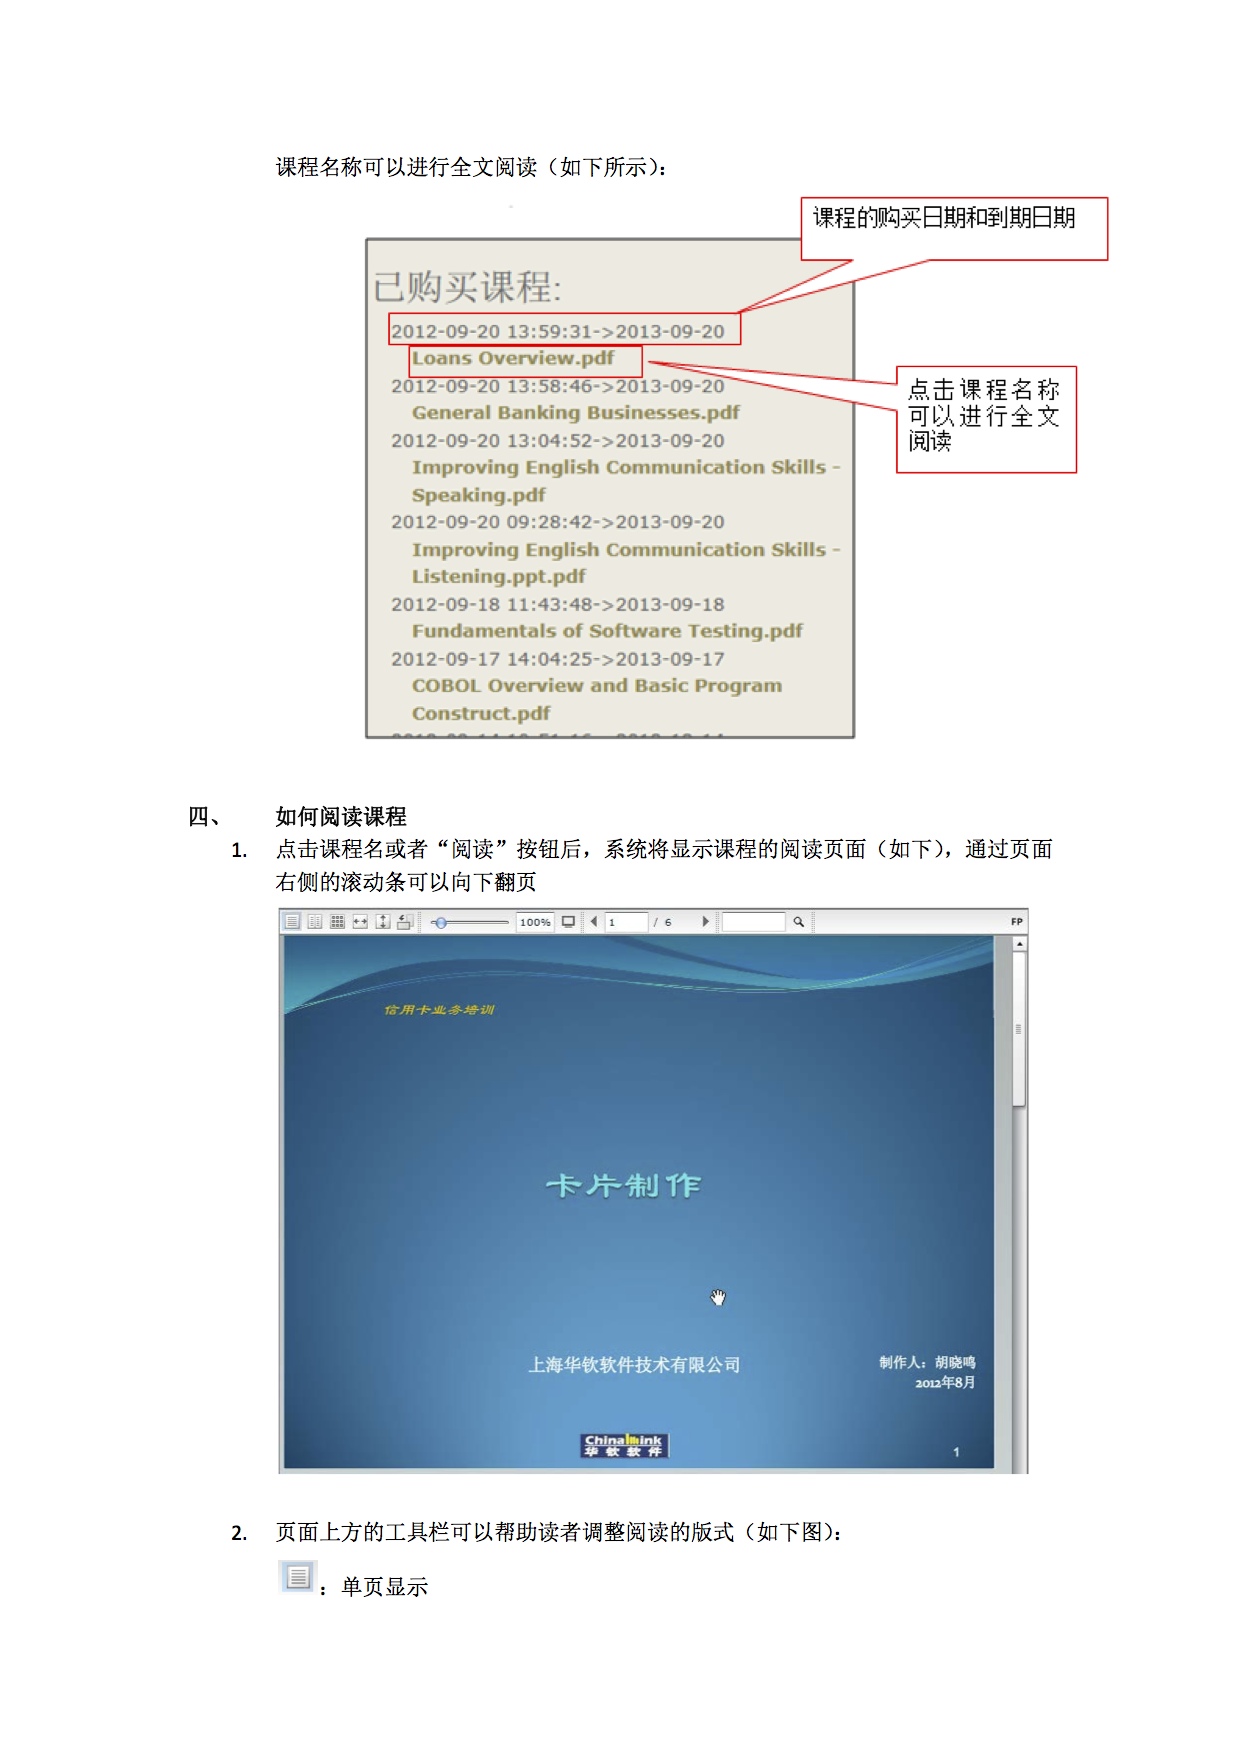 课程名称可以进行全文阅读（如下所示）：
课程的购买日期和到期日期
已购买课程:
2012-09-20 13:59:31->2013-09-20
Loans Overview.pdf
2012-09-20 13:58:46->2013-09-20
General Banking Businesses.pdf
2012-09-20 13:04:52->2013-09-20
Improving English Communication Skills -
Speaking.pdf
2012-09-20 09:28:42->2013-09-20
Improving English Communication Skills -
Listening.ppt.pdf
2012-09-18 11:43:48->2013-09-18
Fundamentals of Software Testing.pdf
2012-09-17 14:04:25->2013-09-17
COBOL Overview and Basic Program
Construct.pdf
点击课程名称
可以进行全文
阅读
四、 如何阅读课程
1. 点击课程名或者“阅读”按钮后，系统将显示课程的阅读页面（如下），通过页面
右侧的滚动条可以向下翻页
100% 1 / 6 FP
信用卡业务培训
卡片制作
上海华钦软件技术有限公司
制作人：胡晓鸣
2012年8月
华钦软件
1
2. 页面上方的工具栏可以帮助读者调整阅读的版式（如下图）：
：单页显示